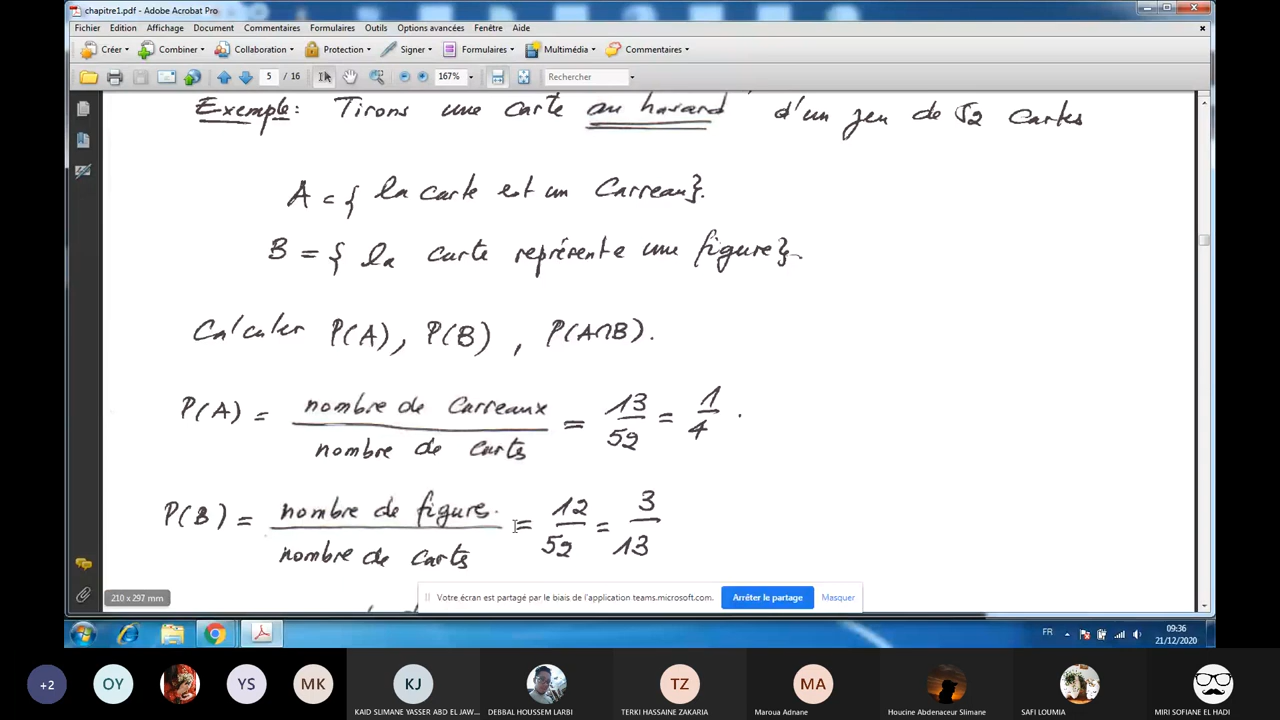 chapitre1.pdf - Adobe Acrobat Pro
Fichier Edition Affichage Document Commentaires Formulaires Outils Options avancées Fenêtre Aide
Créer Combiner Collaboration Protection Signer Formulaires Multimédia Commentaires
5 / 16 167% Rechercher
Exemple: Tirons une carte au hasard d'un jeu de 52 cartes
A = { la carte est un Carreau}.
B = { la carte représente une figure}
Calculer P(A), P(B) , P(A∩B).
P(A) = nombre de Carreaux / nombre de carts = 13/52 = 1/4 .
P(B) = nombre de figures. / nombre de carts = 12/52 = 3/13
210 x 297 mm
Votre écran est partagé par le biais de l'application teams.microsoft.com. Arrêter le partage Masquer
FR 09:36
21/12/2020
+2 OY YS MK KJ TZ MA
KAID SLIMANE YASSER ABD EL JAW... DEBBAL HOUSSEM LARBI TERKI HASSAINE ZAKARIA Maroua Adnane Houcine Abdenaceur Slimane SAFI LOUMIA MIRI SOFIANE EL HADI